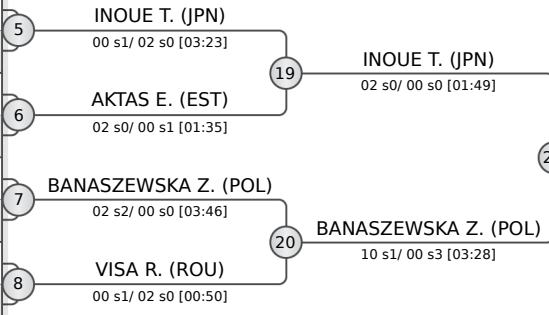 INOUE T. (JPN)
5
00 s1/ 02 s0 [03:23]
19
INOUE T. (JPN)
02 s0/ 00 s0 [01:49]
AKTAS E. (EST)
6
02 s0/ 00 s1 [01:35]
2
BANASZEWSKA Z. (POL)
7
02 s2/ 00 s0 [03:46]
20
BANASZEWSKA Z. (POL)
10 s1/ 00 s3 [03:28]
VISA R. (ROU)
8
00 s1/ 02 s0 [00:50]